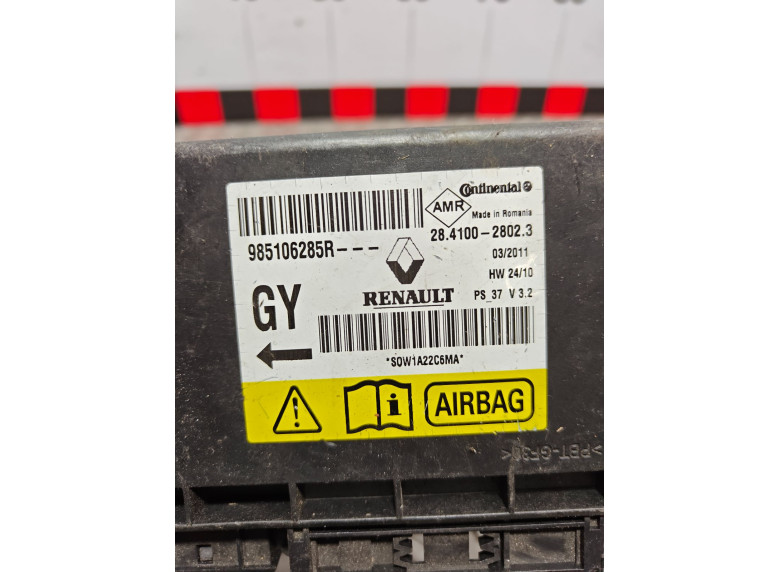 Continental
AMR
Made in Romania
985106285R---
28.4100-2802.3
03/2011
HW 24/10
GY
RENAULT
PS_37 V 3.2
*S0W1A22C6MA*
i AIRBAG